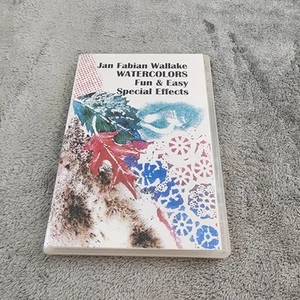 Jan Fabian Wallake
WATERCOLORS
Fun & Easy
Special Effects